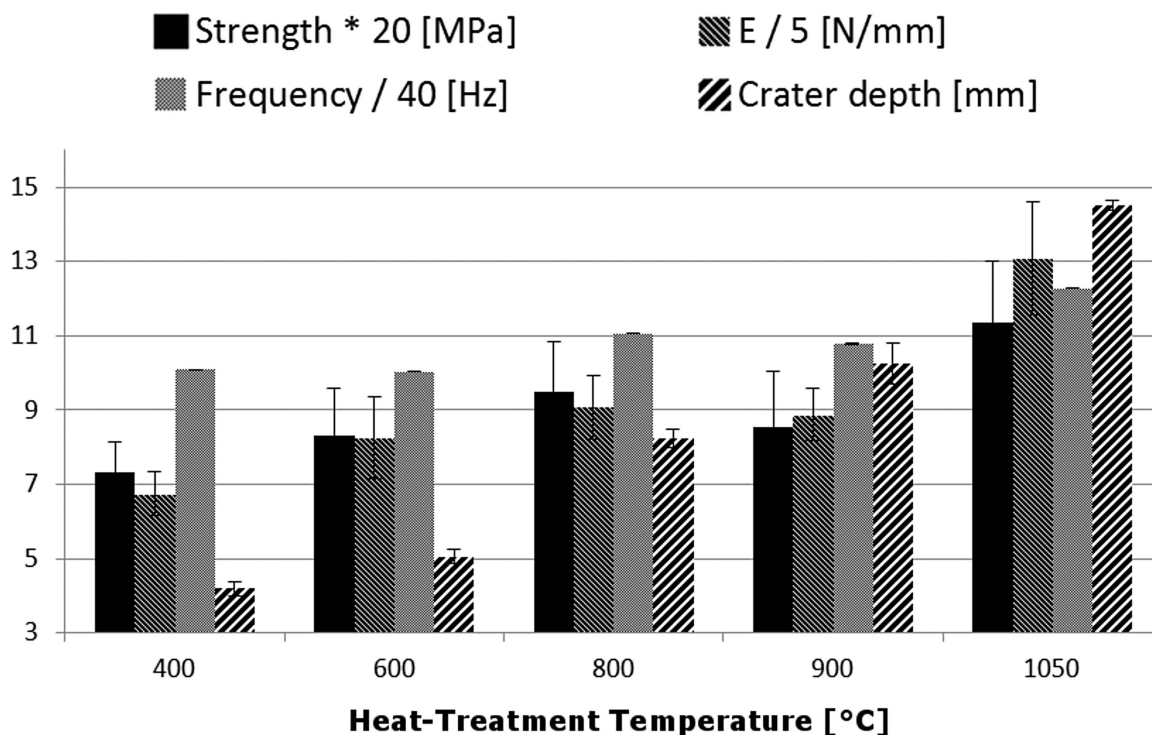 Strength * 20 [MPa] E / 5 [N/mm]
Frequency / 40 [Hz] Crater depth [mm]
15
13
11
9
7
5
3
400 600 800 900 1050
Heat-Treatment Temperature [°C]